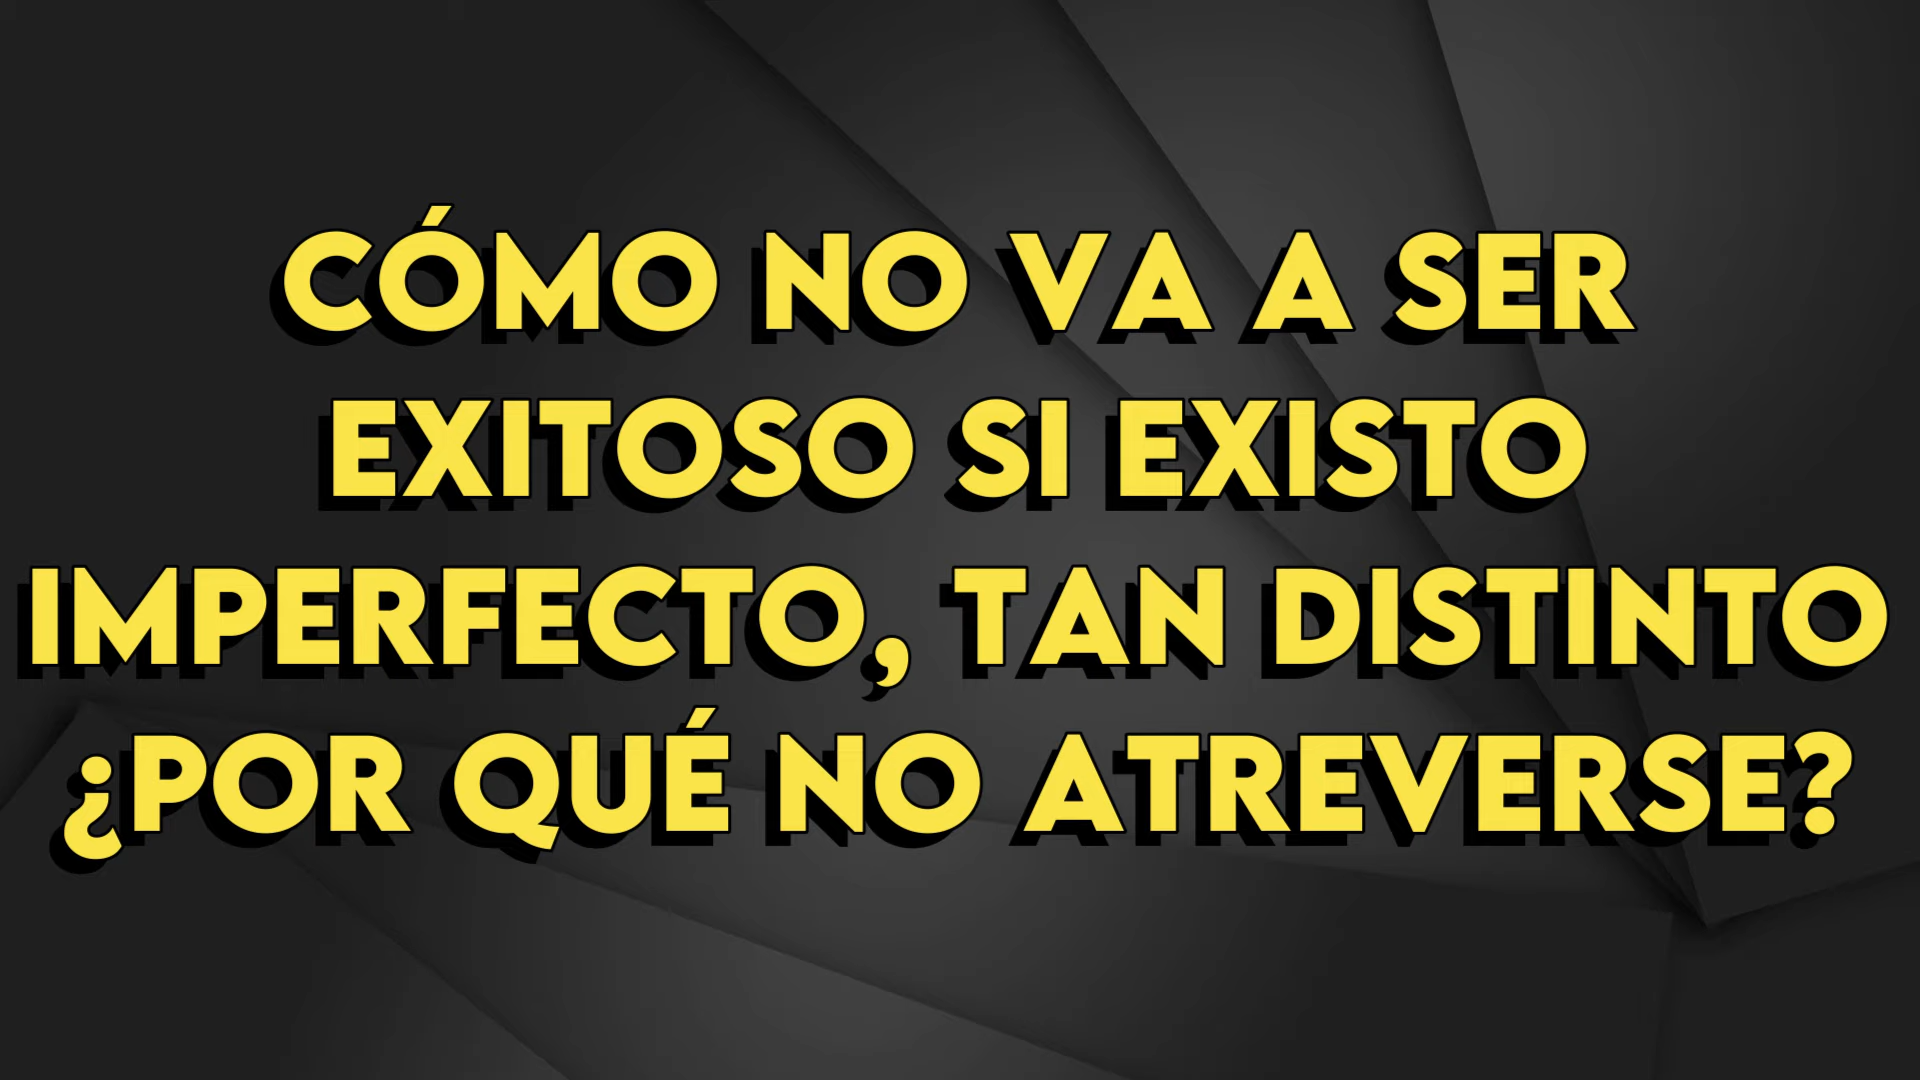 CÓMO NO VA A SER
EXITOSO SI EXISTO
IMPERFECTO, TAN DISTINTO
¿POR QUÉ NO ATREVERSE?